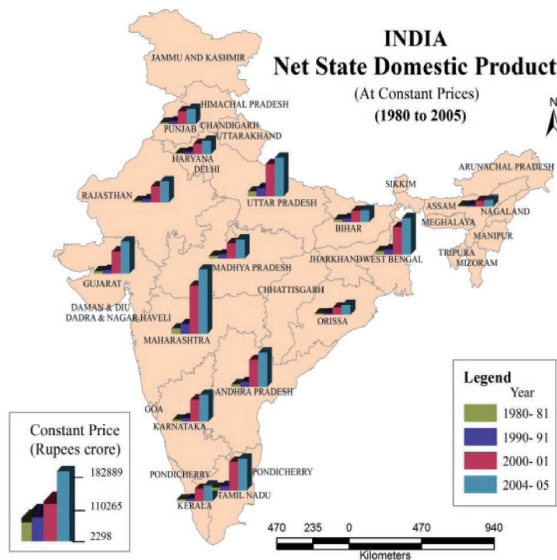 INDIA
Net State Domestic Product
(At Constant Prices)
(1980 to 2005)
N
JAMMU AND KASHMIR
HIMACHAL PRADESH
PUNJAB
CHANDIGARH
UTTARAKHAND
HARYANA
DELHI
ARUNACHAL PRADESH
SIKKIM
RAJASTHAN
UTTAR PRADESH
ASSAM
NAGALAND
BIHAR
MEGHALAYA
MANIPUR
JHARKHAND
WEST BENGAL
TRIPURA
MIZORAM
MADHYA PRADESH
GUJARAT
CHHATTISGARH
DAMAN & DIU
DADRA & NAGAR HAVELI
ORISSA
MAHARASHTRA
ANDHRA PRADESH
GOA
KARNATAKA
PONDICHERRY
PONDICHERRY
TAMIL NADU
KERALA
Legend
Year
1980- 81
1990- 91
2000- 01
2004- 05
Constant Price
(Rupees crore)
182889
110265
2298
470 235 0 470 940
Kilometers